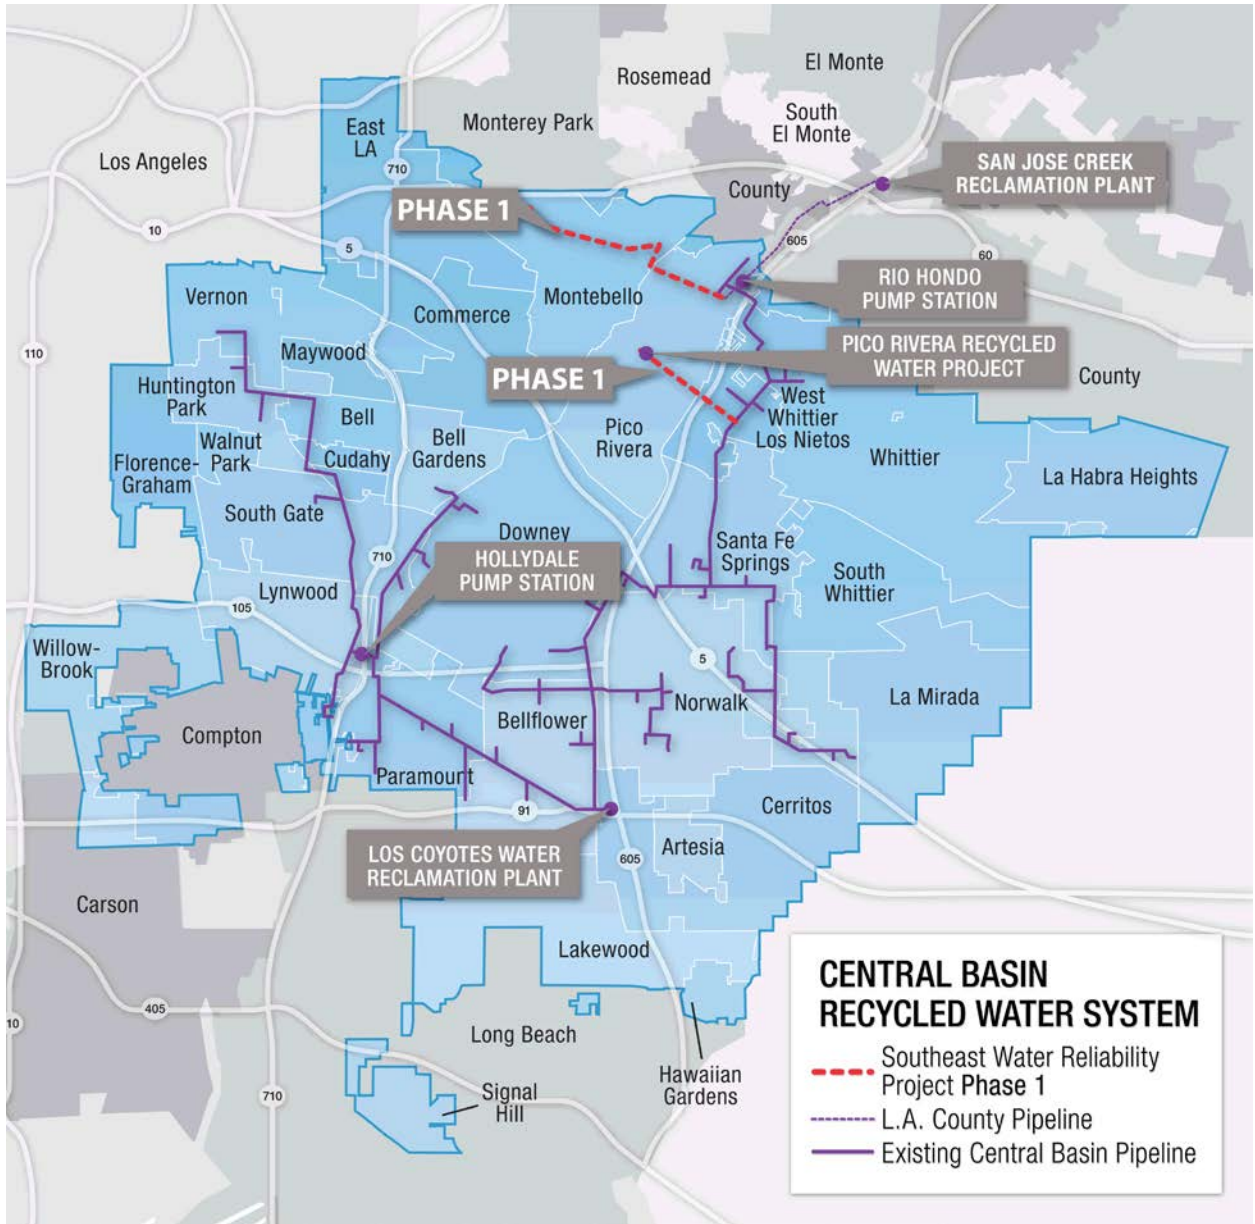 El Monte
Rosemead
South
El Monte
Monterey Park
East
LA
Los Angeles
710
SAN JOSE CREEK
RECLAMATION PLANT
County
PHASE 1
10
5
605
60
RIO HONDO
PUMP STATION
Vernon
Montebello
Commerce
110
Maywood
PICO RIVERA RECYCLED
WATER PROJECT
PHASE 1
County
Huntington
Park
Bell
West
Whittier
Los Nietos
Walnut
Park
Bell
Gardens
Pico
Rivera
Cudahy
Whittier
Florence-
Graham
La Habra Heights
South Gate
Downey
710
HOLLYDALE
PUMP STATION
Santa Fe
Springs
South
Whittier
Lynwood
105
Willow-
Brook
5
La Mirada
Norwalk
Bellflower
Compton
Paramount
91
Cerritos
Artesia
LOS COYOTES WATER
RECLAMATION PLANT
605
Carson
Lakewood
405
10
Long Beach
Hawaiian
Gardens
Signal
Hill
710
CENTRAL BASIN
RECYCLED WATER SYSTEM
Southeast Water Reliability
Project Phase 1
L.A. County Pipeline
Existing Central Basin Pipeline